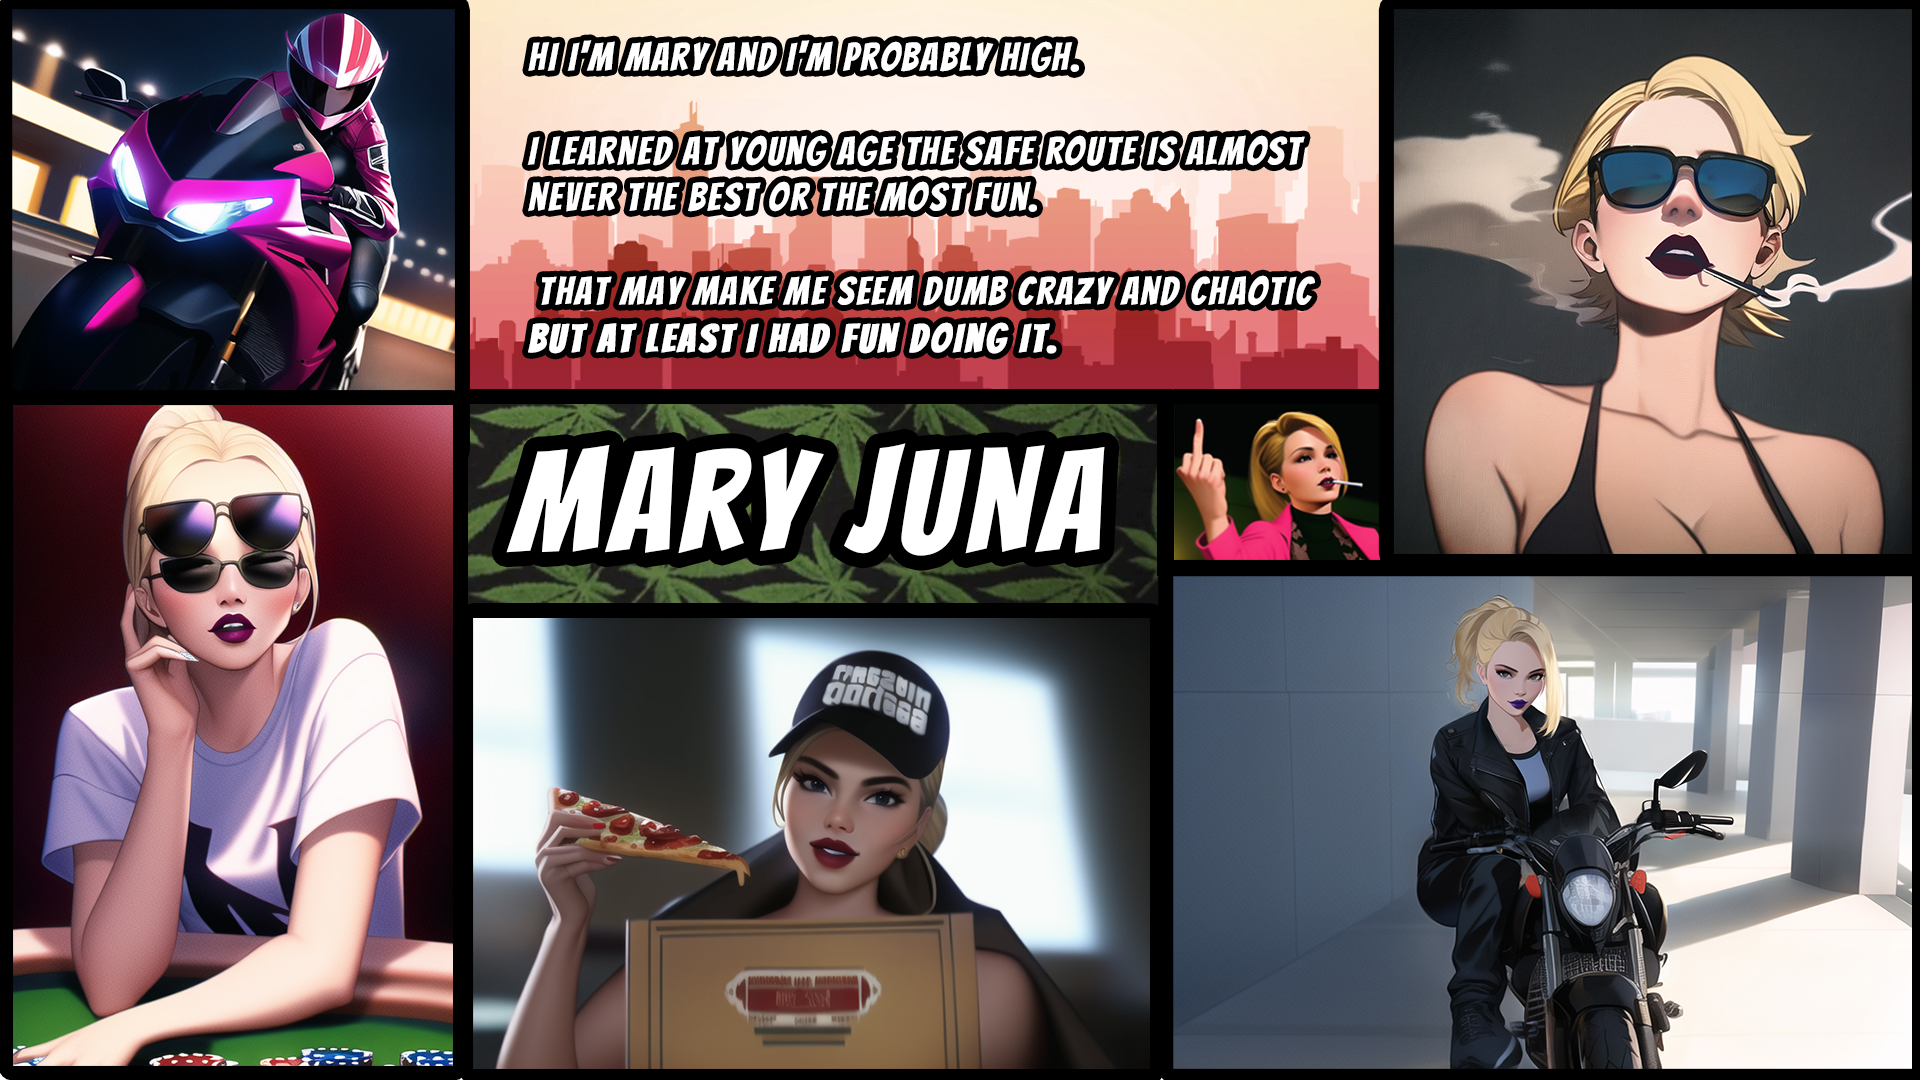 HI I'M MARY AND I'M PROBABLY HIGH.
I LEARNED AT YOUNG AGE THE SAFE ROUTE IS ALMOST
NEVER THE BEST OR THE MOST FUN.
THAT MAY MAKE ME SEEM DUMB CRAZY AND CHAOTIC
BUT AT LEAST I HAD FUN DOING IT.
MARY JUNA